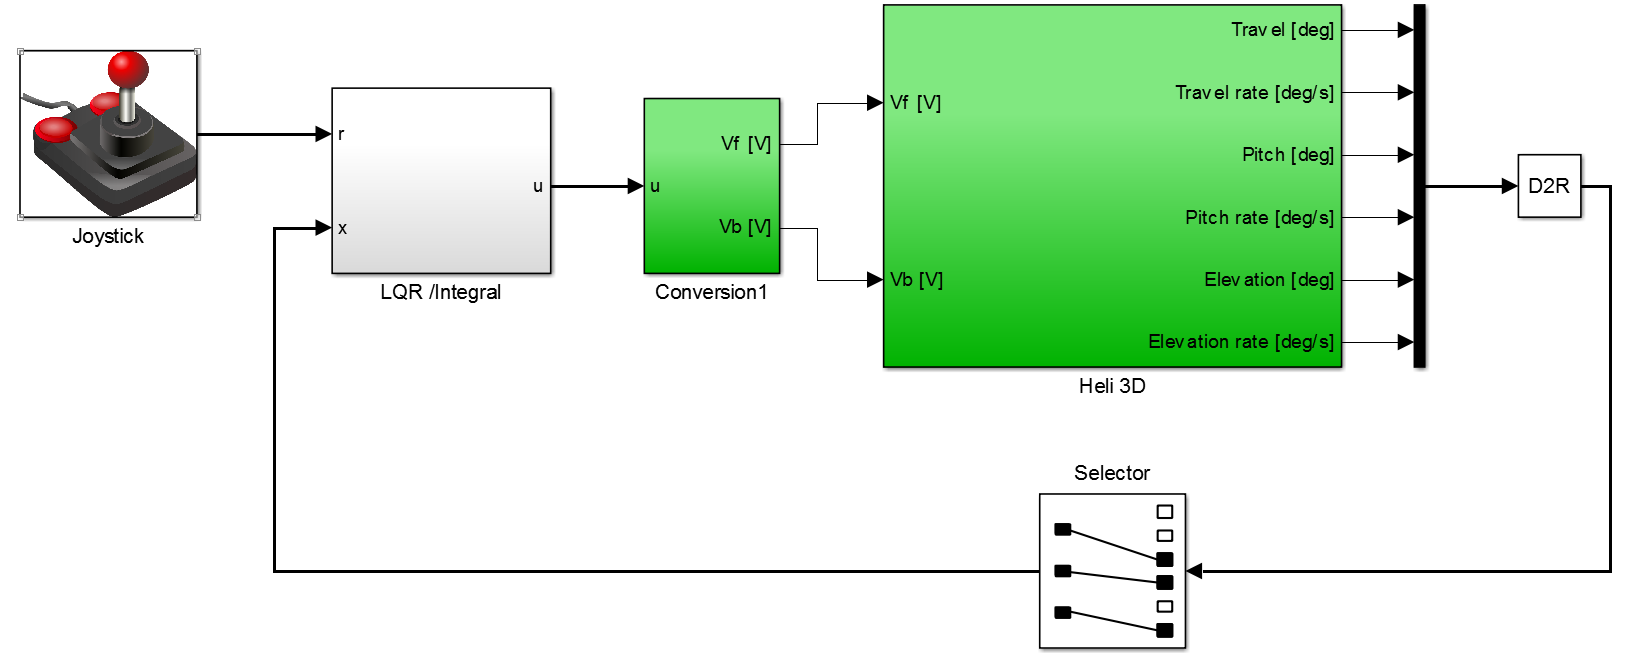 Joystick
r
x
u
LQR /Integral
u
Vf [V]
Vb [V]
Conversion1
Vf [V]
Vb [V]
Travel [deg]
Travel rate [deg/s]
Pitch [deg]
Pitch rate [deg/s]
Elevation [deg]
Elevation rate [deg/s]
Heli 3D
D2R
Selector